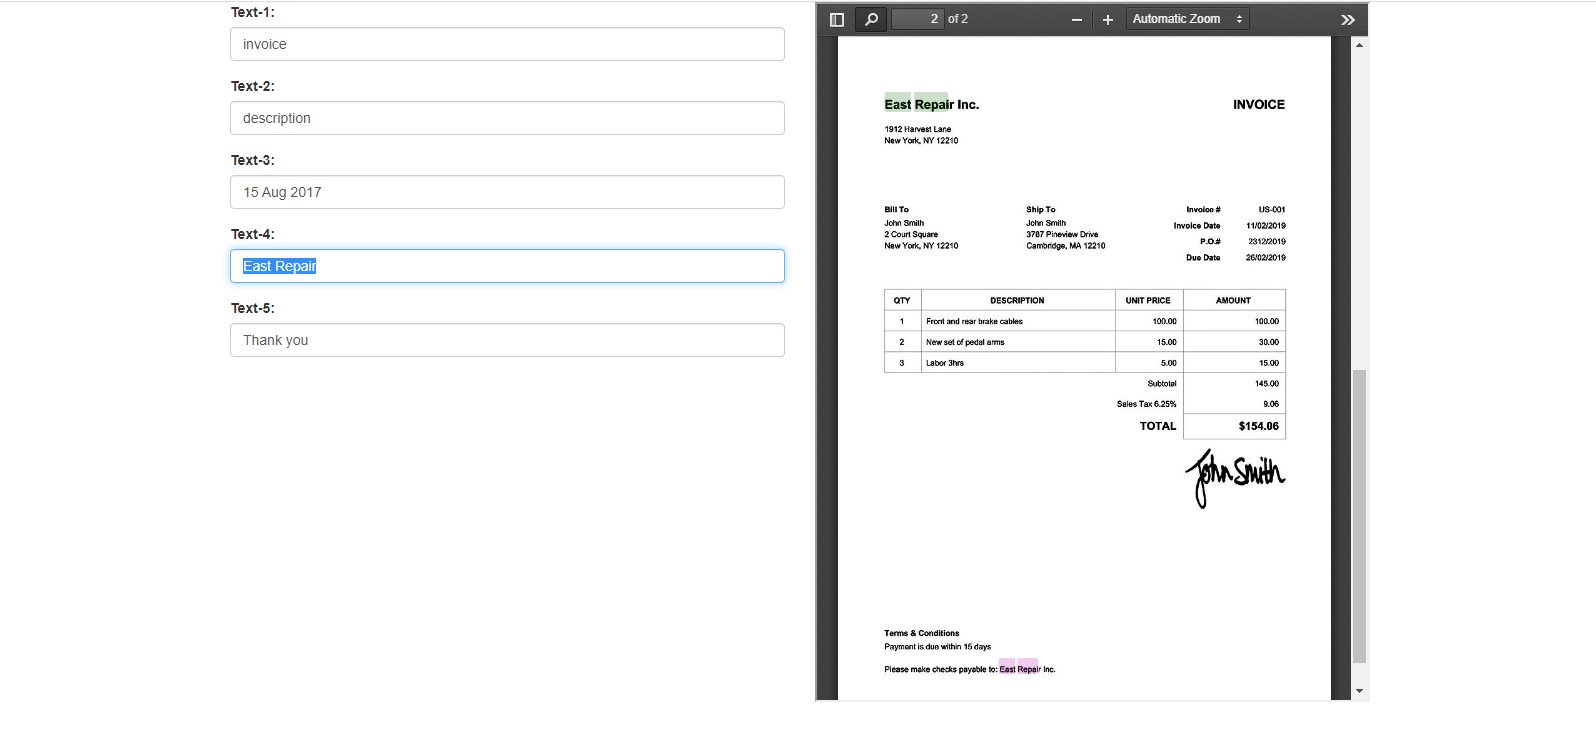 Text-1:
invoice
Text-2:
description
Text-3:
15 Aug 2017
Text-4:
East Repair
Text-5:
Thank you
2 of 2
Automatic Zoom
East Repair Inc.
INVOICE
1912 Harvest Lane
New York, NY 12210
Bill To
John Smith
2 Court Square
New York, NY 12210
Ship To
John Smith
3787 Pineview Drive
Cambridge, MA 12210
Invoice # US-001
Invoice Date 11/02/2019
P.O.# 2312/2019
Due Date 26/02/2019
QTY DESCRIPTION UNIT PRICE AMOUNT
1 Front and rear brake cables 100.00 100.00
2 New set of pedal arms 15.00 30.00
3 Labor 3hrs 5.00 15.00
Subtotal 145.00
Sales Tax 6.25% 9.06
TOTAL $154.06
John Smith
Terms & Conditions
Payment is due within 15 days
Please make checks payable to: East Repair Inc.